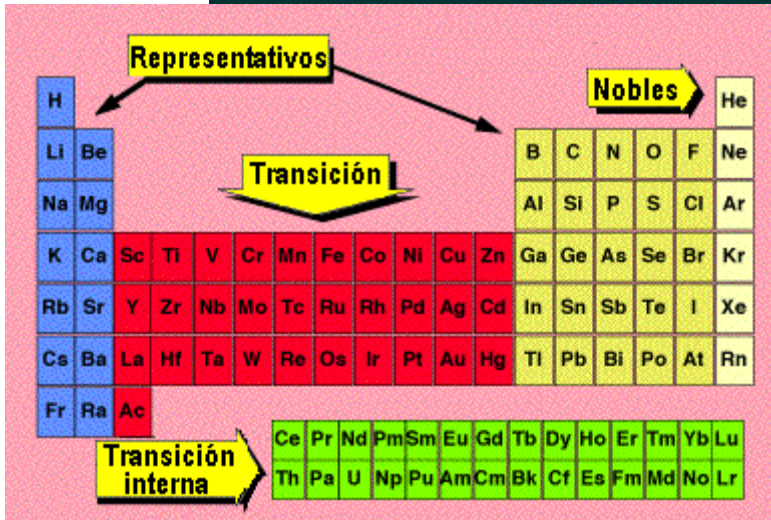 Representativos
Nobles
H He
Li Be B C N O F Ne
Transición
Na Mg Al Si P S Cl Ar
K Ca Sc Ti V Cr Mn Fe Co Ni Cu Zn Ga Ge As Se Br Kr
Rb Sr Y Zr Nb Mo Tc Ru Rh Pd Ag Cd In Sn Sb Te I Xe
Cs Ba La Hf Ta W Re Os Ir Pt Au Hg Tl Pb Bi Po At Rn
Fr Ra Ac
Transición
interna
Ce Pr Nd Pm Sm Eu Gd Tb Dy Ho Er Tm Yb Lu
Th Pa U Np Pu Am Cm Bk Cf Es Fm Md No Lr